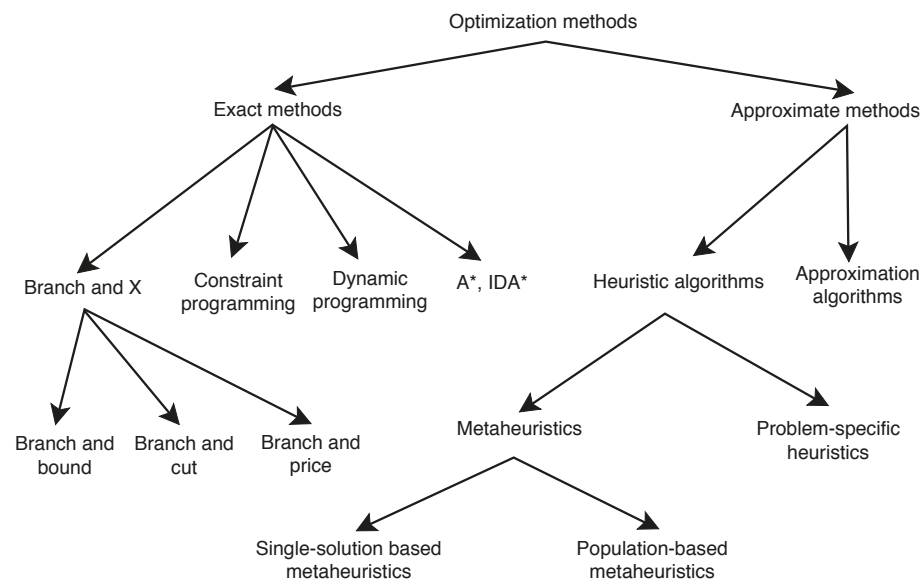 Optimization methods
Exact methods
Approximate methods
Branch and X
Constraint
programming
Dynamic
programming
A*, IDA*
Heuristic algorithms
Approximation
algorithms
Branch and
bound
Branch and
cut
Branch and
price
Metaheuristics
Problem-specific
heuristics
Single-solution based
metaheuristics
Population-based
metaheuristics